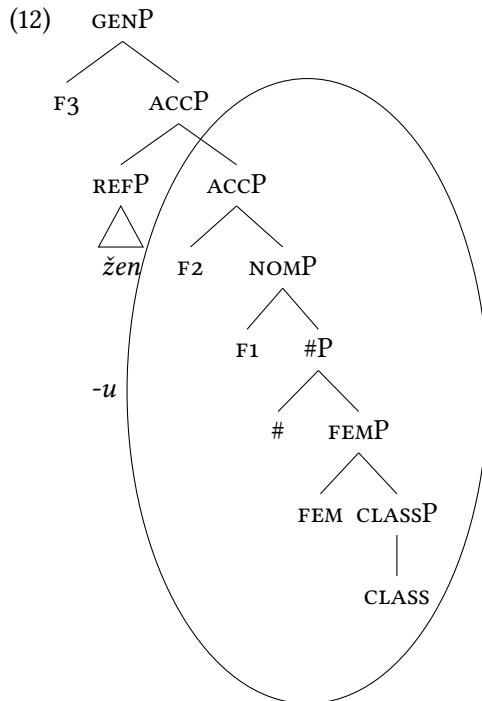 (12) GENP
F3 ACCP
REFP ACCP
žen F2 NOMP
F1 #P
-u
# FEMP
FEM CLASSP
CLASS